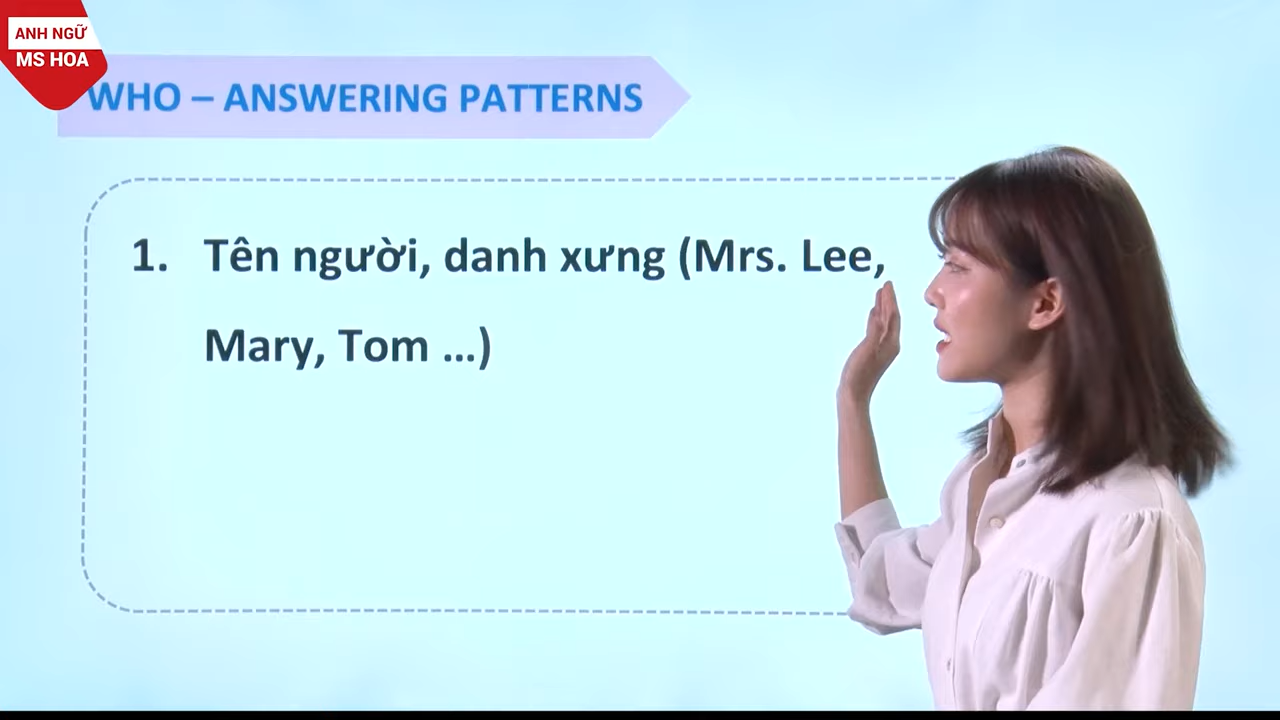 ANH NGỮ
MS HOA
WHO – ANSWERING PATTERNS
1. Tên người, danh xưng (Mrs. Lee,
Mary, Tom ...)